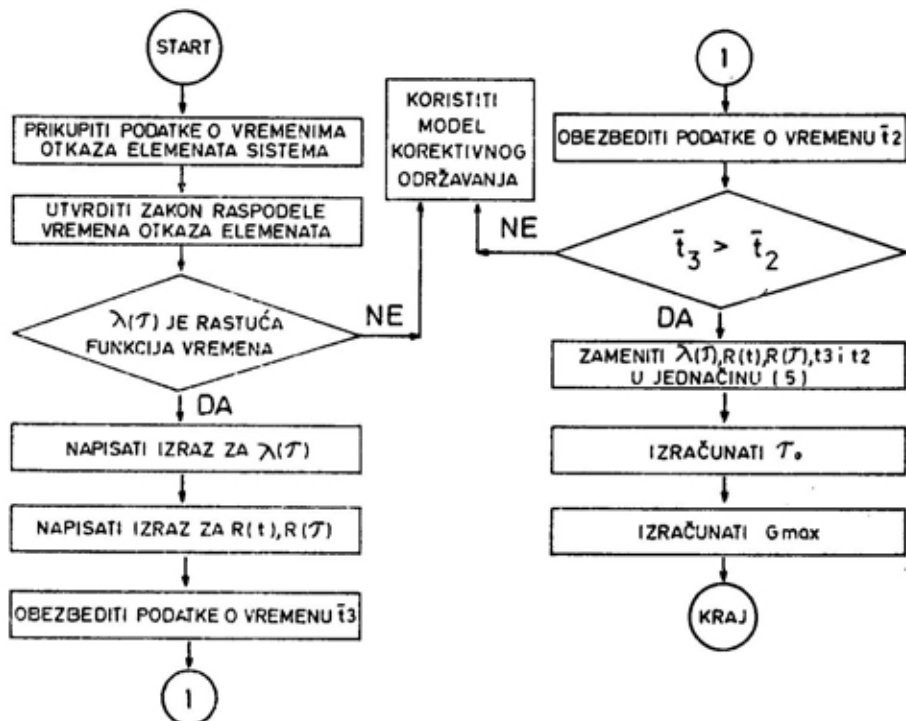 START
PRIKUPITI PODATKE O VREMENIMA
OTKAZA ELEMENATA SISTEMA
UTVRDITI ZAKON RASPODELE
VREMENA OTKAZA ELEMENATA
λ(𝒯) JE RASTUĆA
FUNKCIJA VREMENA
NE
DA
NAPISATI IZRAZ ZA λ(𝒯)
NAPISATI IZRAZ ZA R(t),R(𝒯)
OBEZBEDITI PODATKE O VREMENU t̄3
1
KORISTITI
MODEL
KOREKTIVNOG
ODRŽAVANJA
1
OBEZBEDITI PODATKE O VREMENU t̄2
t̄₃ > t̄₂
NE
DA
ZAMENITI λ(𝒯),R(t),R(𝒯),t3 i t2
U JEDNAČINU (5)
IZRAČUNATI 𝒯₀
IZRAČUNATI Gmax
KRAJ